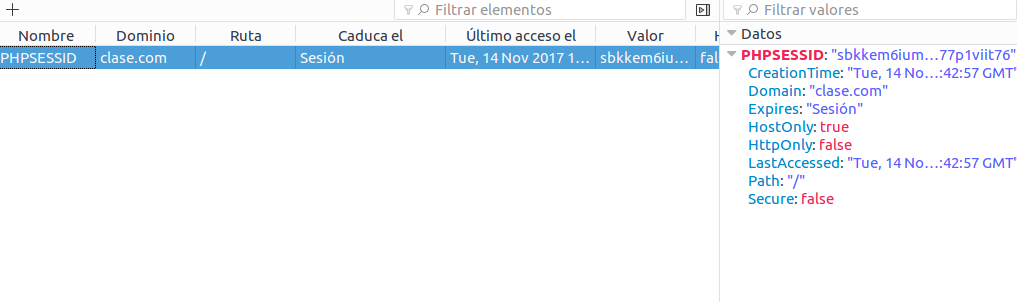 Filtrar elementos
Filtrar valores
Nombre Dominio Ruta Caduca el Último acceso el Valor H
Datos
PHPSESSID clase.com / Sesión Tue, 14 Nov 2017 1… sbkkem6iu… fal
PHPSESSID: "sbkkem6ium…77p1viit76"
CreationTime: "Tue, 14 No…:42:57 GMT"
Domain: "clase.com"
Expires: "Sesión"
HostOnly: true
HttpOnly: false
LastAccessed: "Tue, 14 No…:42:57 GMT"
Path: "/"
Secure: false